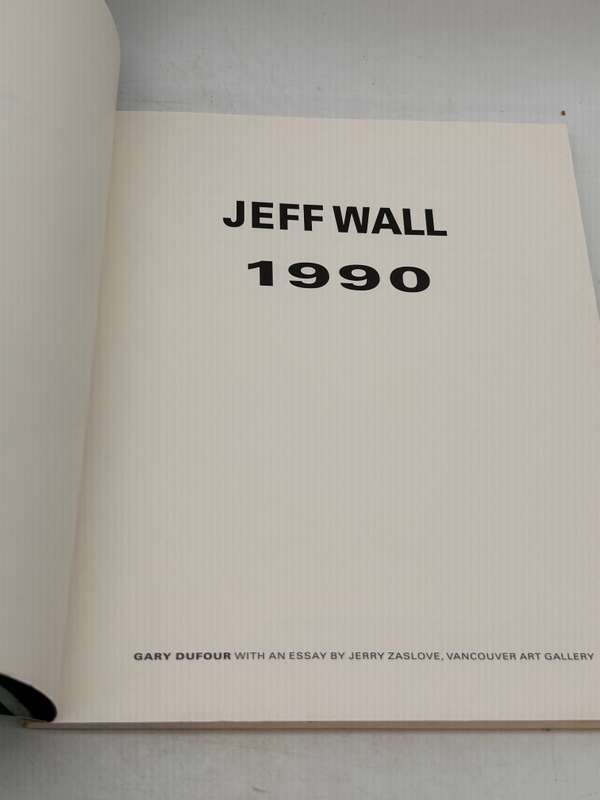 JEFF WALL
1990
GARY DUFOUR WITH AN ESSAY BY JERRY ZASLOVE, VANCOUVER ART GALLERY